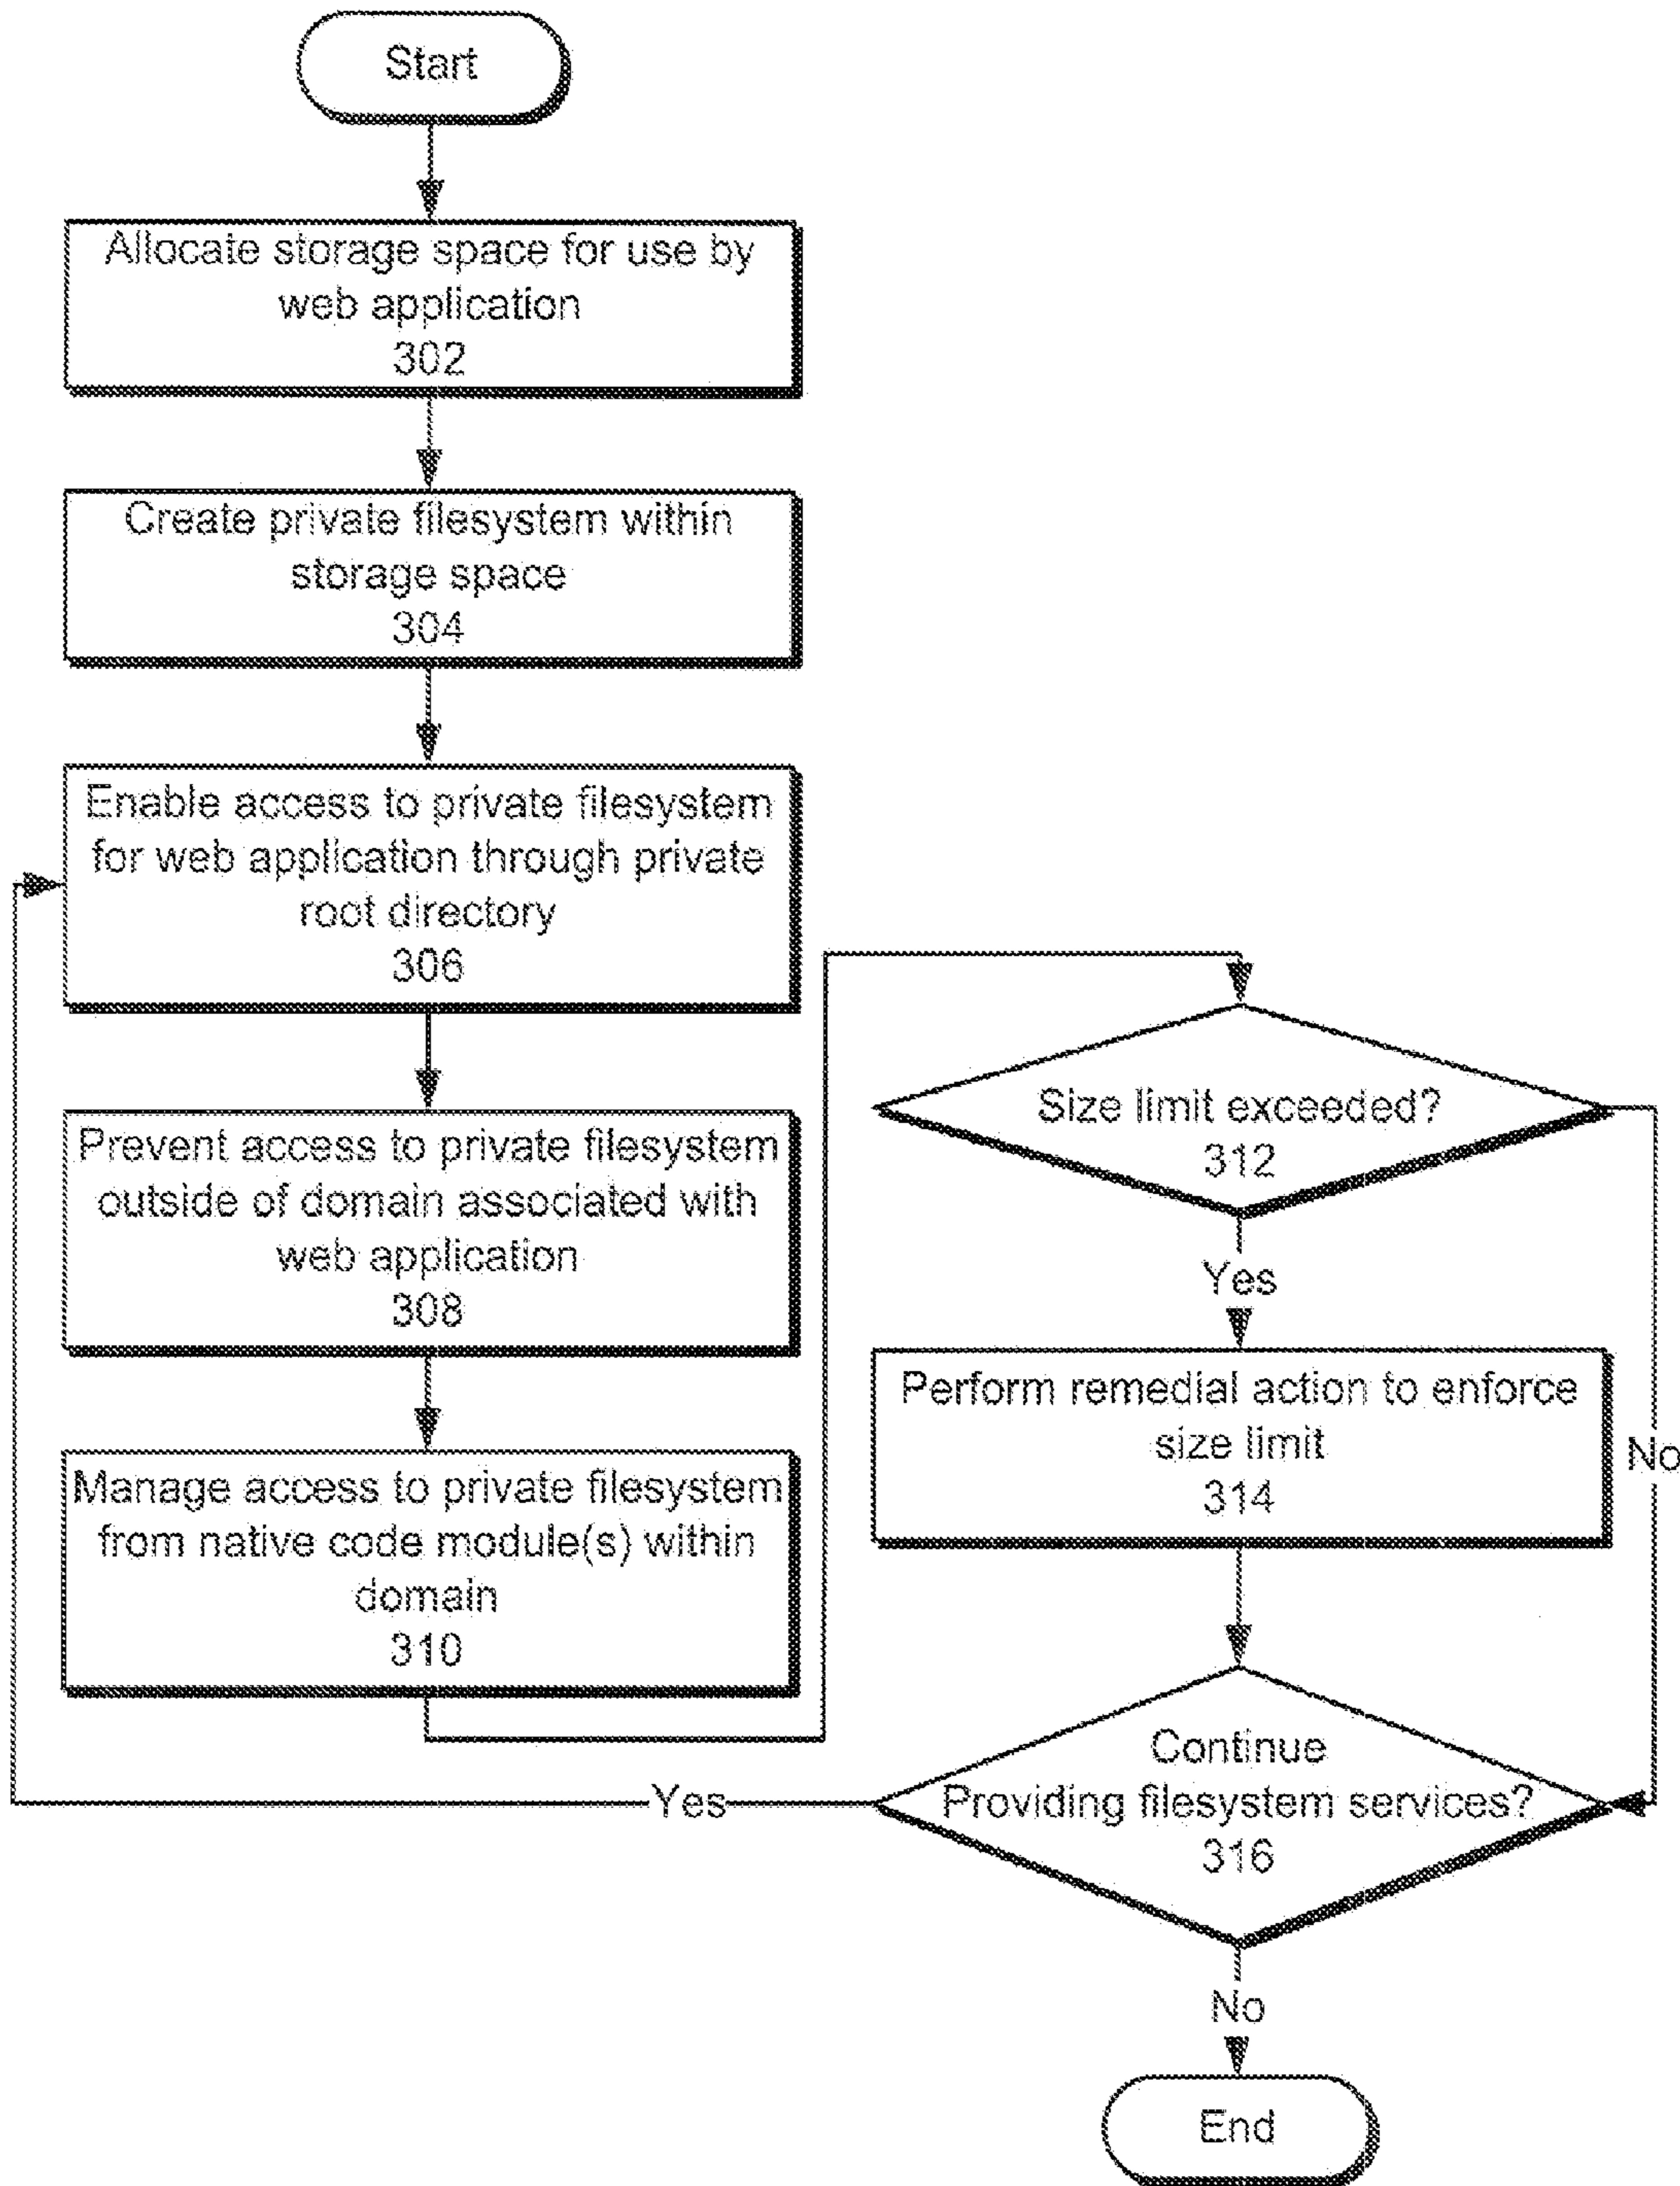 Start
Allocate storage space for use by
web application
302
Create private filesystem within
storage space
304
Enable access to private filesystem
for web application through private
root directory
306
Prevent access to private filesystem
outside of domain associated with
web application
308
Manage access to private filesystem
from native code module(s) within
domain
310
Size limit exceeded?
312
Yes
No
Perform remedial action to enforce
size limit
314
Continue
Providing filesystem services?
316
Yes
No
End